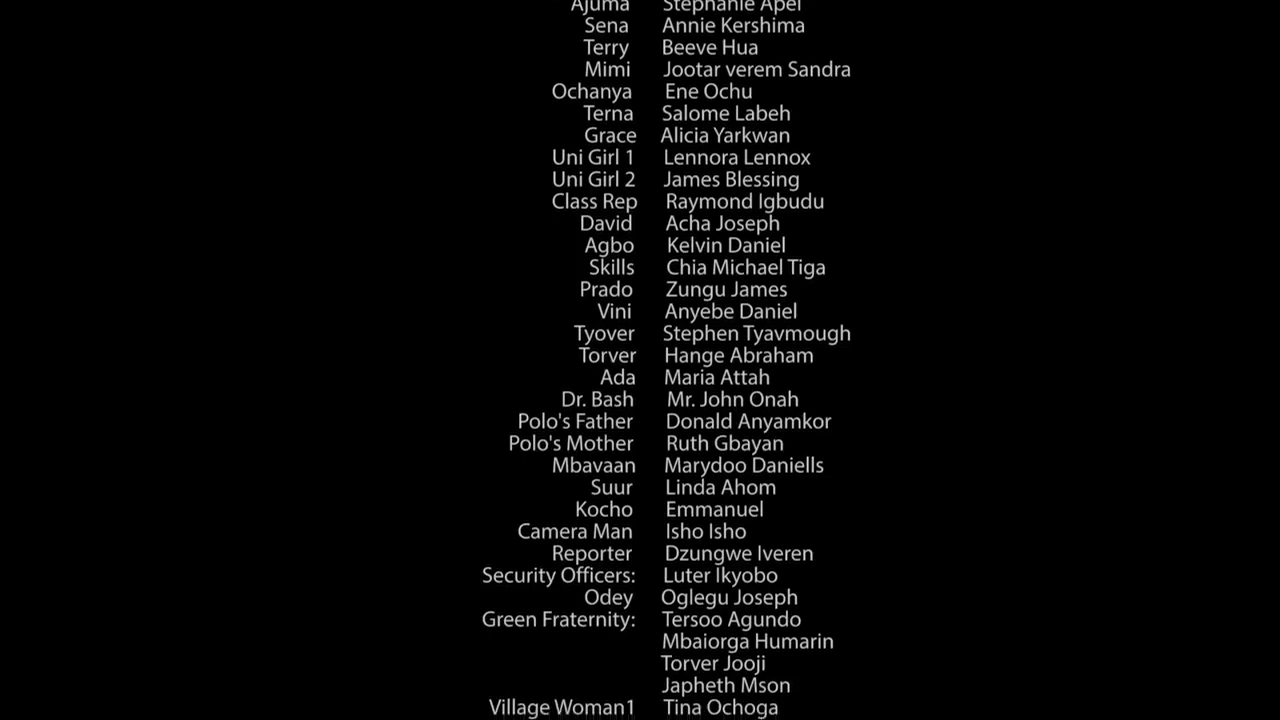 Ajuma Stephanie Apel
Sena Annie Kershima
Terry Beeve Hua
Mimi Jootar verem Sandra
Ochanya Ene Ochu
Terna Salome Labeh
Grace Alicia Yarkwan
Uni Girl 1 Lennora Lennox
Uni Girl 2 James Blessing
Class Rep Raymond Igbudu
David Acha Joseph
Agbo Kelvin Daniel
Skills Chia Michael Tiga
Prado Zungu James
Vini Anyebe Daniel
Tyover Stephen Tyavmough
Torver Hange Abraham
Ada Maria Attah
Dr. Bash Mr. John Onah
Polo's Father Donald Anyamkor
Polo's Mother Ruth Gbayan
Mbavaan Marydoo Daniells
Suur Linda Ahom
Kocho Emmanuel
Camera Man Isho Isho
Reporter Dzungwe Iveren
Security Officers: Luter Ikyobo
Odey Oglegu Joseph
Green Fraternity: Tersoo Agundo
Mbaiorga Humarin
Torver Jooji
Japheth Mson
Village Woman1 Tina Ochoga